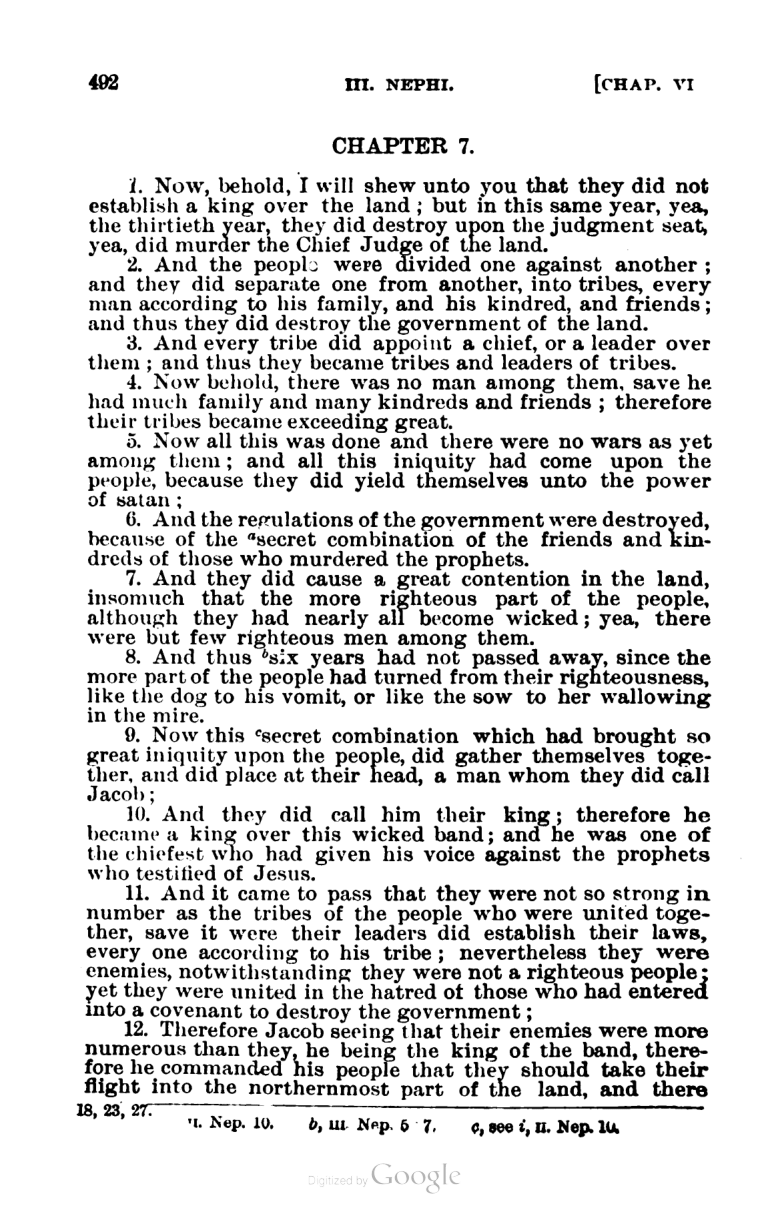 492 III. NEPHI. [CHAP. VI
CHAPTER 7.
1. Now, behold, I will shew unto you that they did not
establish a king over the land; but in this same year, yea,
the thirtieth year, they did destroy upon the judgment seat,
yea, did murder the Chief Judge of the land.
2. And the people were divided one against another;
and they did separate one from another, into tribes, every
man according to his family, and his kindred, and friends;
and thus they did destroy the government of the land.
3. And every tribe did appoint a chief, or a leader over
them; and thus they became tribes and leaders of tribes.
4. Now behold, there was no man among them, save he
had much family and many kindreds and friends; therefore
their tribes became exceeding great.
5. Now all this was done and there were no wars as yet
among them; and all this iniquity had come upon the
people, because they did yield themselves unto the power
of satan;
6. And the regulations of the government were destroyed,
because of the ᵃsecret combination of the friends and kin-
dreds of those who murdered the prophets.
7. And they did cause a great contention in the land,
insomuch that the more righteous part of the people,
although they had nearly all become wicked; yea, there
were but few righteous men among them.
8. And thus ᵇsix years had not passed away, since the
more part of the people had turned from their righteousness,
like the dog to his vomit, or like the sow to her wallowing
in the mire.
9. Now this ᶜsecret combination which had brought so
great iniquity upon the people, did gather themselves toge-
ther, and did place at their head, a man whom they did call
Jacob;
10. And they did call him their king; therefore he
became a king over this wicked band; and he was one of
the chiefest who had given his voice against the prophets
who testified of Jesus.
11. And it came to pass that they were not so strong in
number as the tribes of the people who were united toge-
ther, save it were their leaders did establish their laws,
every one according to his tribe; nevertheless they were
enemies, notwithstanding they were not a righteous people;
yet they were united in the hatred of those who had entered
into a covenant to destroy the government;
12. Therefore Jacob seeing that their enemies were more
numerous than they, he being the king of the band, there-
fore he commanded his people that they should take their
flight into the northernmost part of the land, and there
18, 23, 27.
Nep. 10. b, III. Nep. 6 7. c, see i, II. Nep. 10.
Digitized by Google